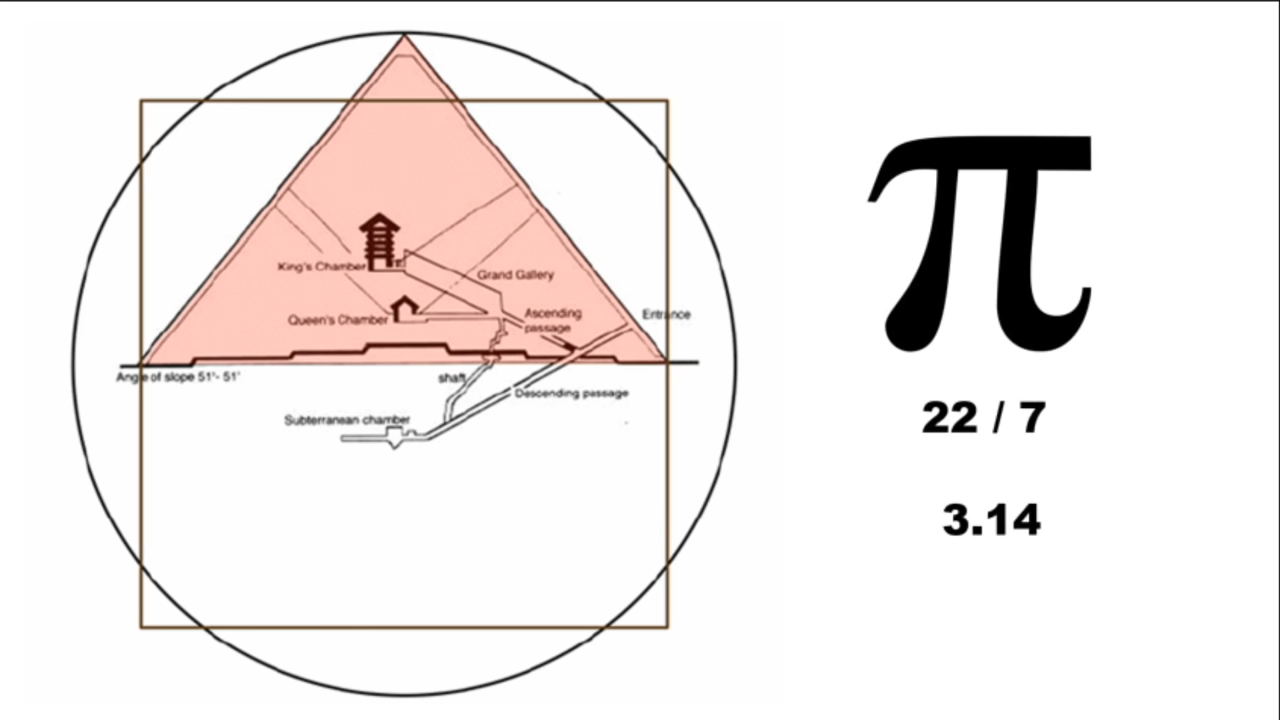 King's Chamber
Grand Gallery
Queen's Chamber
Ascending
passage
Entrance
Angle of slope 51°- 51'
shaft
Descending passage
Subterranean chamber
π
22 / 7
3.14